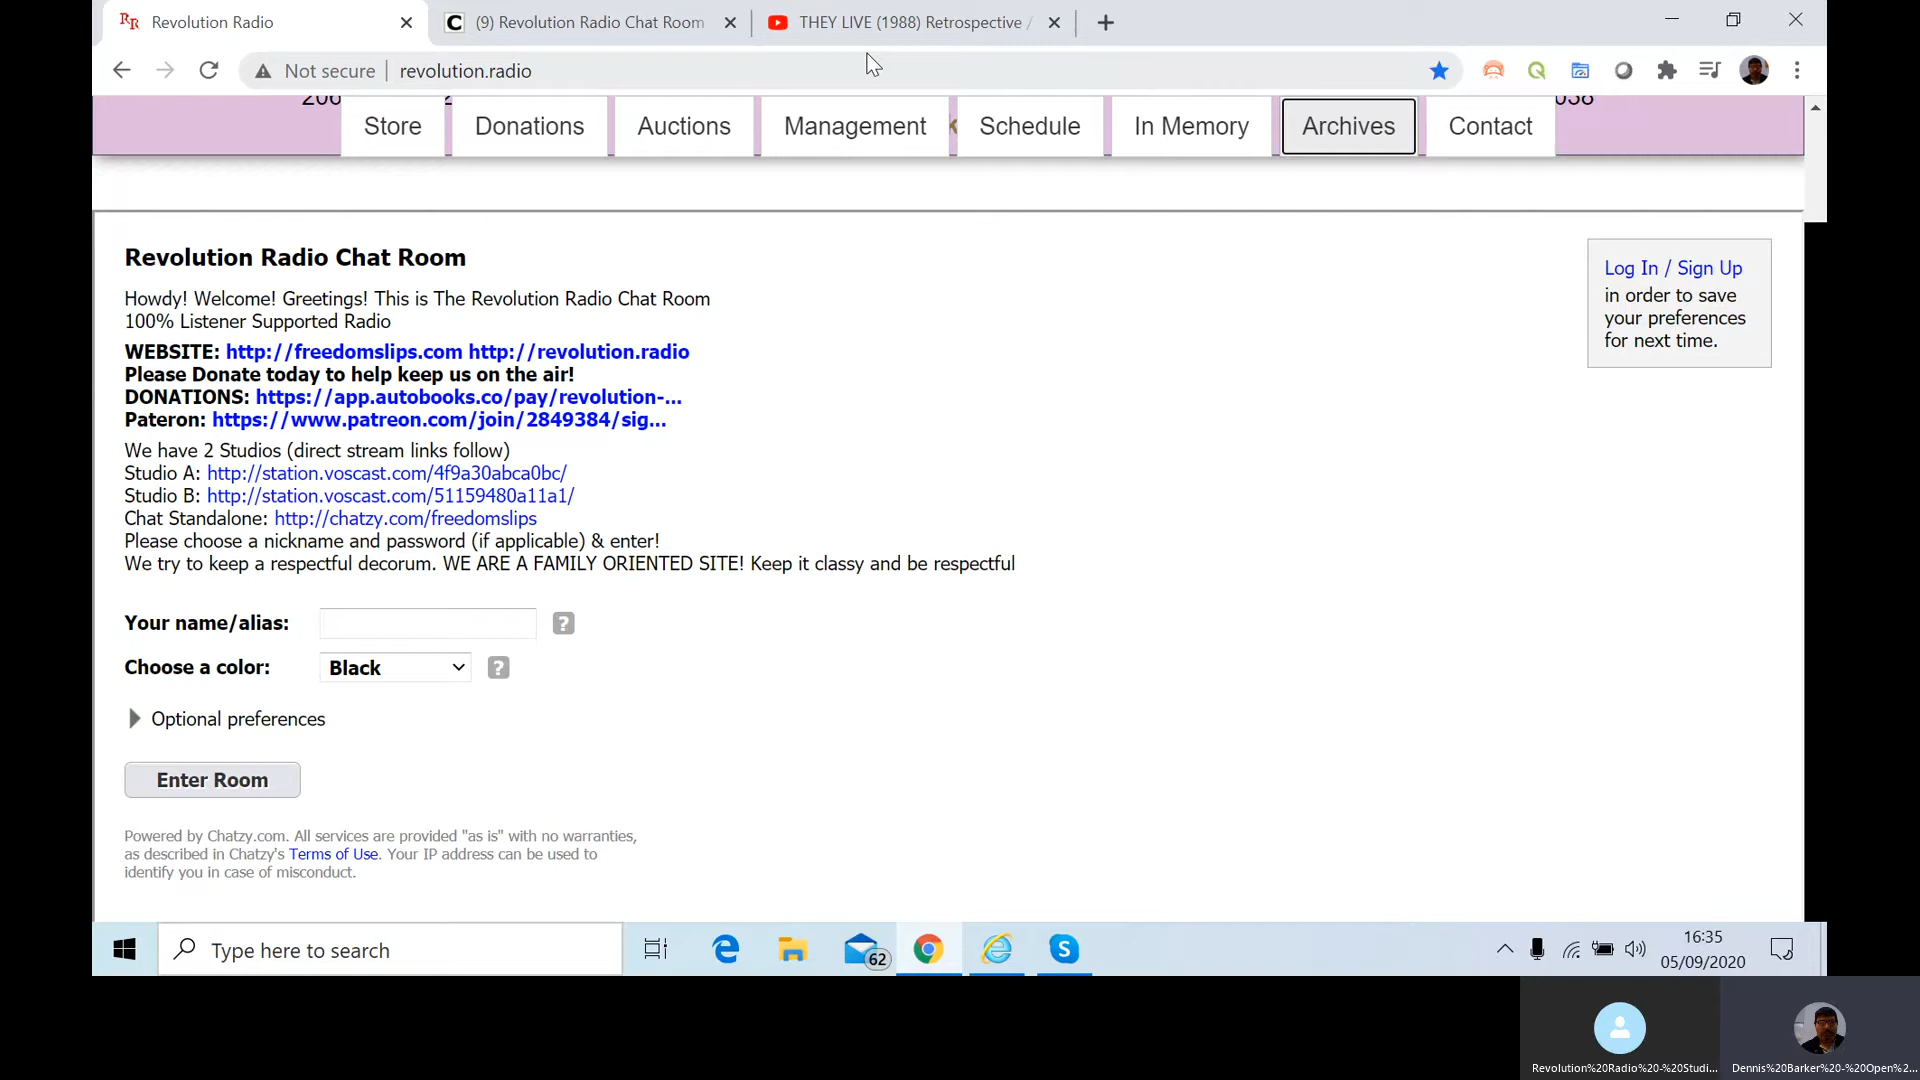 Revolution Radio
(9) Revolution Radio Chat Room
THEY LIVE (1988) Retrospective /
Not secure
revolution.radio
Store
Donations
Auctions
Management
Schedule
In Memory
Archives
Contact
Revolution Radio Chat Room
Howdy! Welcome! Greetings! This is The Revolution Radio Chat Room
100% Listener Supported Radio
WEBSITE: http://freedomslips.com http://revolution.radio
Please Donate today to help keep us on the air!
DONATIONS: https://app.autobooks.co/pay/revolution-...
Pateron: https://www.patreon.com/join/2849384/sig...
We have 2 Studios (direct stream links follow)
Studio A: http://station.voscast.com/4f9a30abca0bc/
Studio B: http://station.voscast.com/51159480a11a1/
Chat Standalone: http://chatzy.com/freedomslips
Please choose a nickname and password (if applicable) & enter!
We try to keep a respectful decorum. WE ARE A FAMILY ORIENTED SITE! Keep it classy and be respectful
Log In / Sign Up
in order to save
your preferences
for next time.
Your name/alias: ?
Choose a color: Black ?
Optional preferences
Enter Room
Powered by Chatzy.com. All services are provided "as is" with no warranties,
as described in Chatzy's Terms of Use. Your IP address can be used to
identify you in case of misconduct.
Type here to search
62
16:35
05/09/2020
Revolution%20Radio%20-%20Studi...
Dennis%20Barker%20-%20Open%2...